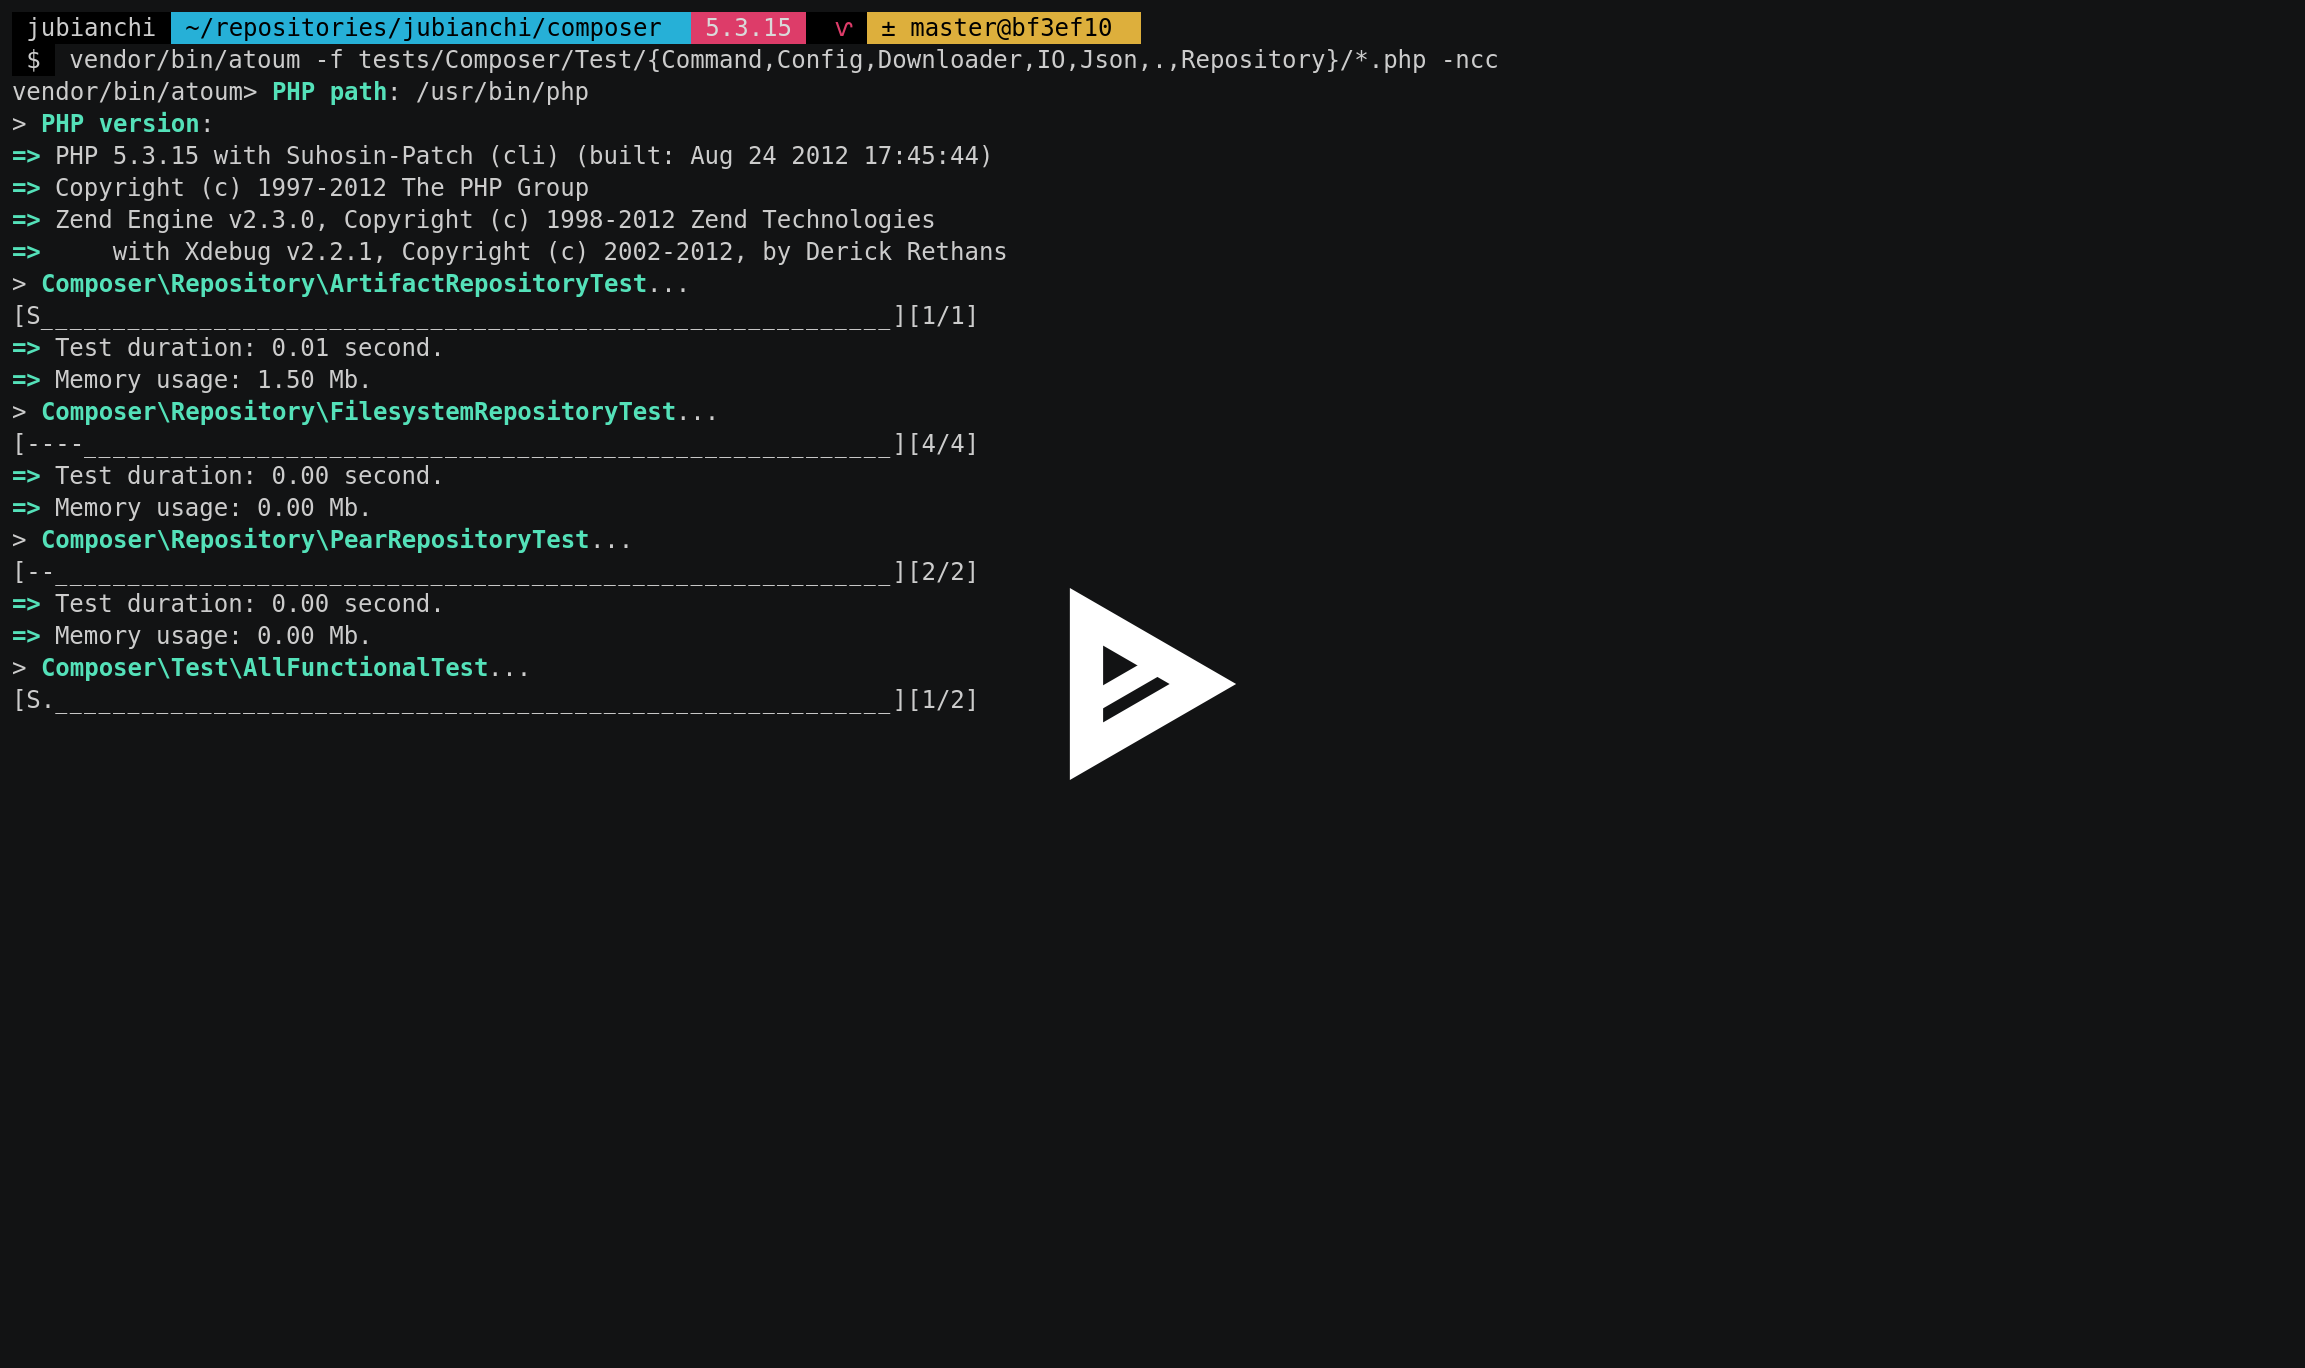 jubianchi ~/repositories/jubianchi/composer 5.3.15 ± master@bf3ef10
$ vendor/bin/atoum -f tests/Composer/Test/{Command,Config,Downloader,IO,Json,.,Repository}/*.php -ncc
vendor/bin/atoum> PHP path: /usr/bin/php
> PHP version:
=> PHP 5.3.15 with Suhosin-Patch (cli) (built: Aug 24 2012 17:45:44)
=> Copyright (c) 1997-2012 The PHP Group
=> Zend Engine v2.3.0, Copyright (c) 1998-2012 Zend Technologies
=>     with Xdebug v2.2.1, Copyright (c) 2002-2012, by Derick Rethans
> Composer\Repository\ArtifactRepositoryTest...
[S___________________________________________________________][1/1]
=> Test duration: 0.01 second.
=> Memory usage: 1.50 Mb.
> Composer\Repository\FilesystemRepositoryTest...
[----________________________________________________________][4/4]
=> Test duration: 0.00 second.
=> Memory usage: 0.00 Mb.
> Composer\Repository\PearRepositoryTest...
[--__________________________________________________________][2/2]
=> Test duration: 0.00 second.
=> Memory usage: 0.00 Mb.
> Composer\Test\AllFunctionalTest...
[S.__________________________________________________________][1/2]